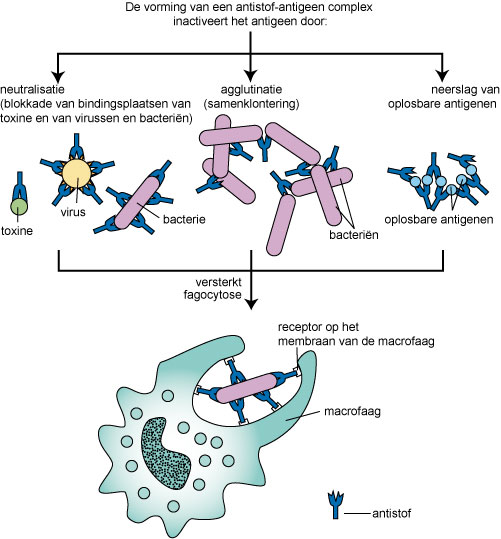 De vorming van een antistof-antigeen complex
inactiveert het antigeen door:
neutralisatie
(blokkade van bindingsplaatsen van
toxine en van virussen en bacteriën)
agglutinatie
(samenklontering)
neerslag van
oplosbare antigenen
toxine
virus
bacterie
bacteriën
oplosbare antigenen
versterkt
fagocytose
receptor op het
membraan van de macrofaag
macrofaag
antistof